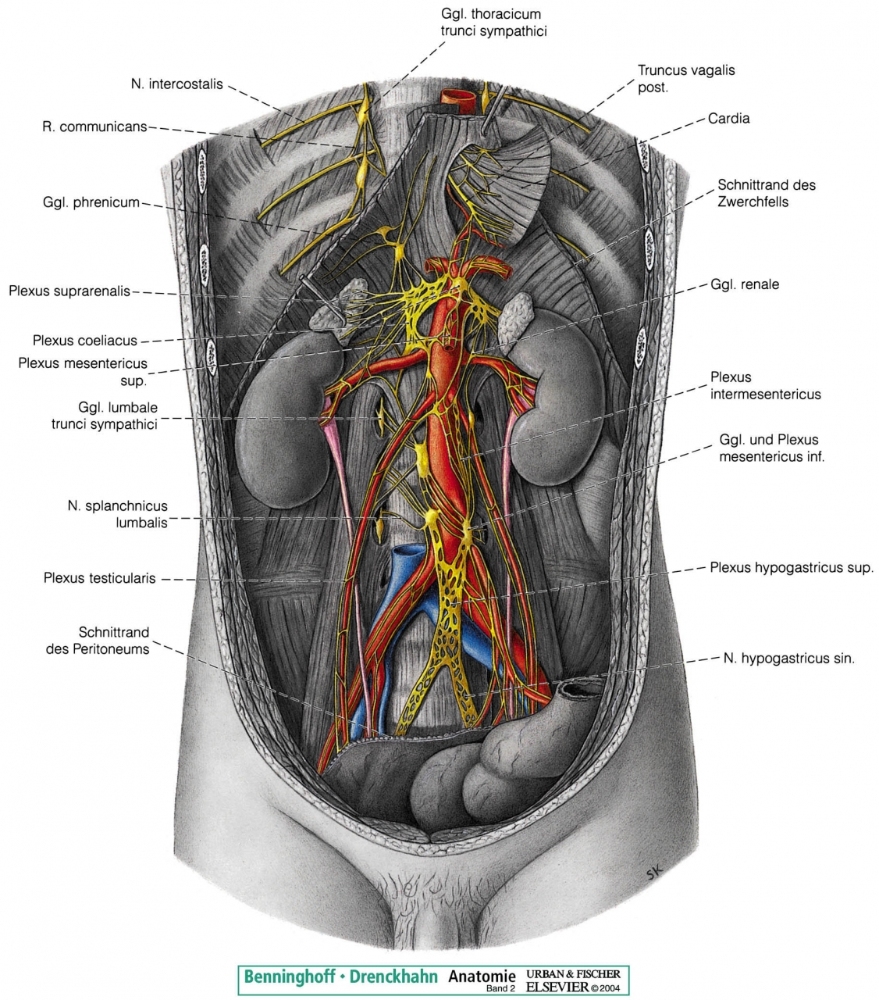 Ggl. thoracicum
trunci sympathici
N. intercostalis
R. communicans
Ggl. phrenicum
Plexus suprarenalis
Plexus coeliacus
Plexus mesentericus
sup.
Ggl. lumbale
trunci sympathici
N. splanchnicus
lumbalis
Plexus testicularis
Schnittrand
des Peritoneums
Truncus vagalis
post.
Cardia
Schnittrand des
Zwerchfells
Ggl. renale
Plexus
intermesentericus
Ggl. und Plexus
mesentericus inf.
Plexus hypogastricus sup.
N. hypogastricus sin.
SK
Benninghoff • Drenckhahn Anatomie
Band 2
URBAN & FISCHER
ELSEVIER © 2004